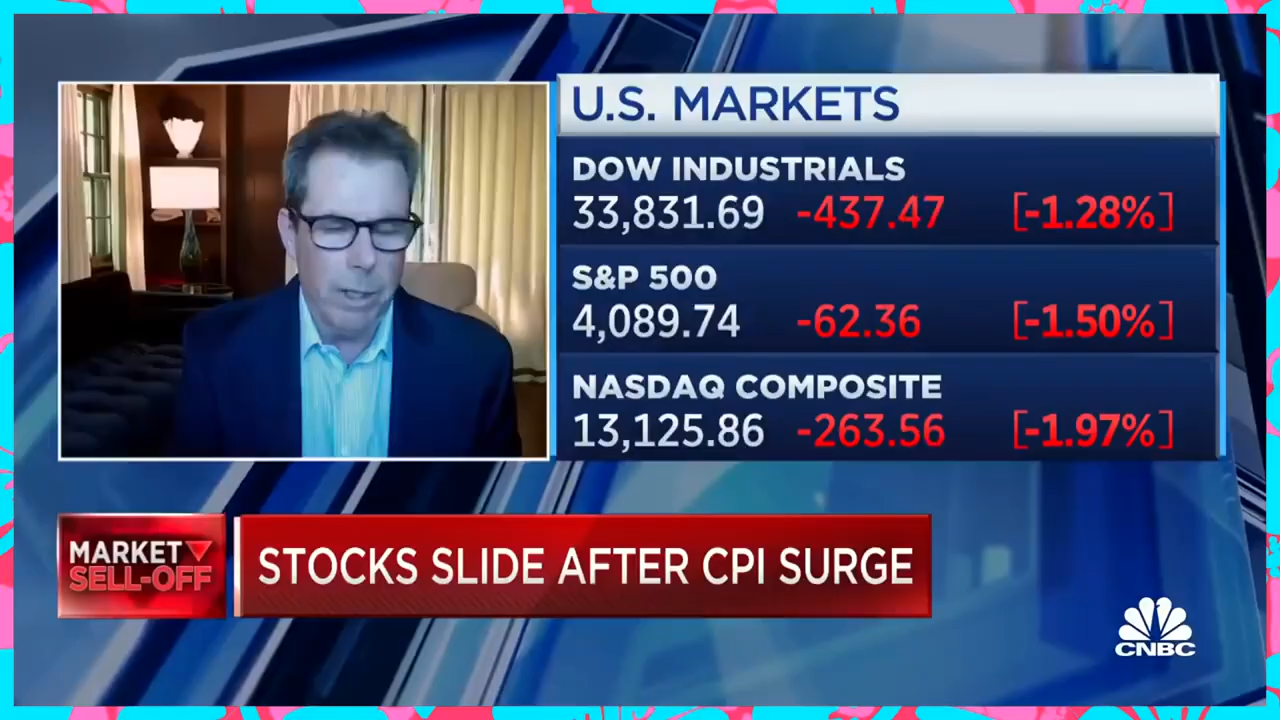 U.S. MARKETS
DOW INDUSTRIALS
33,831.69 -437.47 [-1.28%]
S&P 500
4,089.74 -62.36 [-1.50%]
NASDAQ COMPOSITE
13,125.86 -263.56 [-1.97%]
MARKET
SELL-OFF
STOCKS SLIDE AFTER CPI SURGE
CNBC